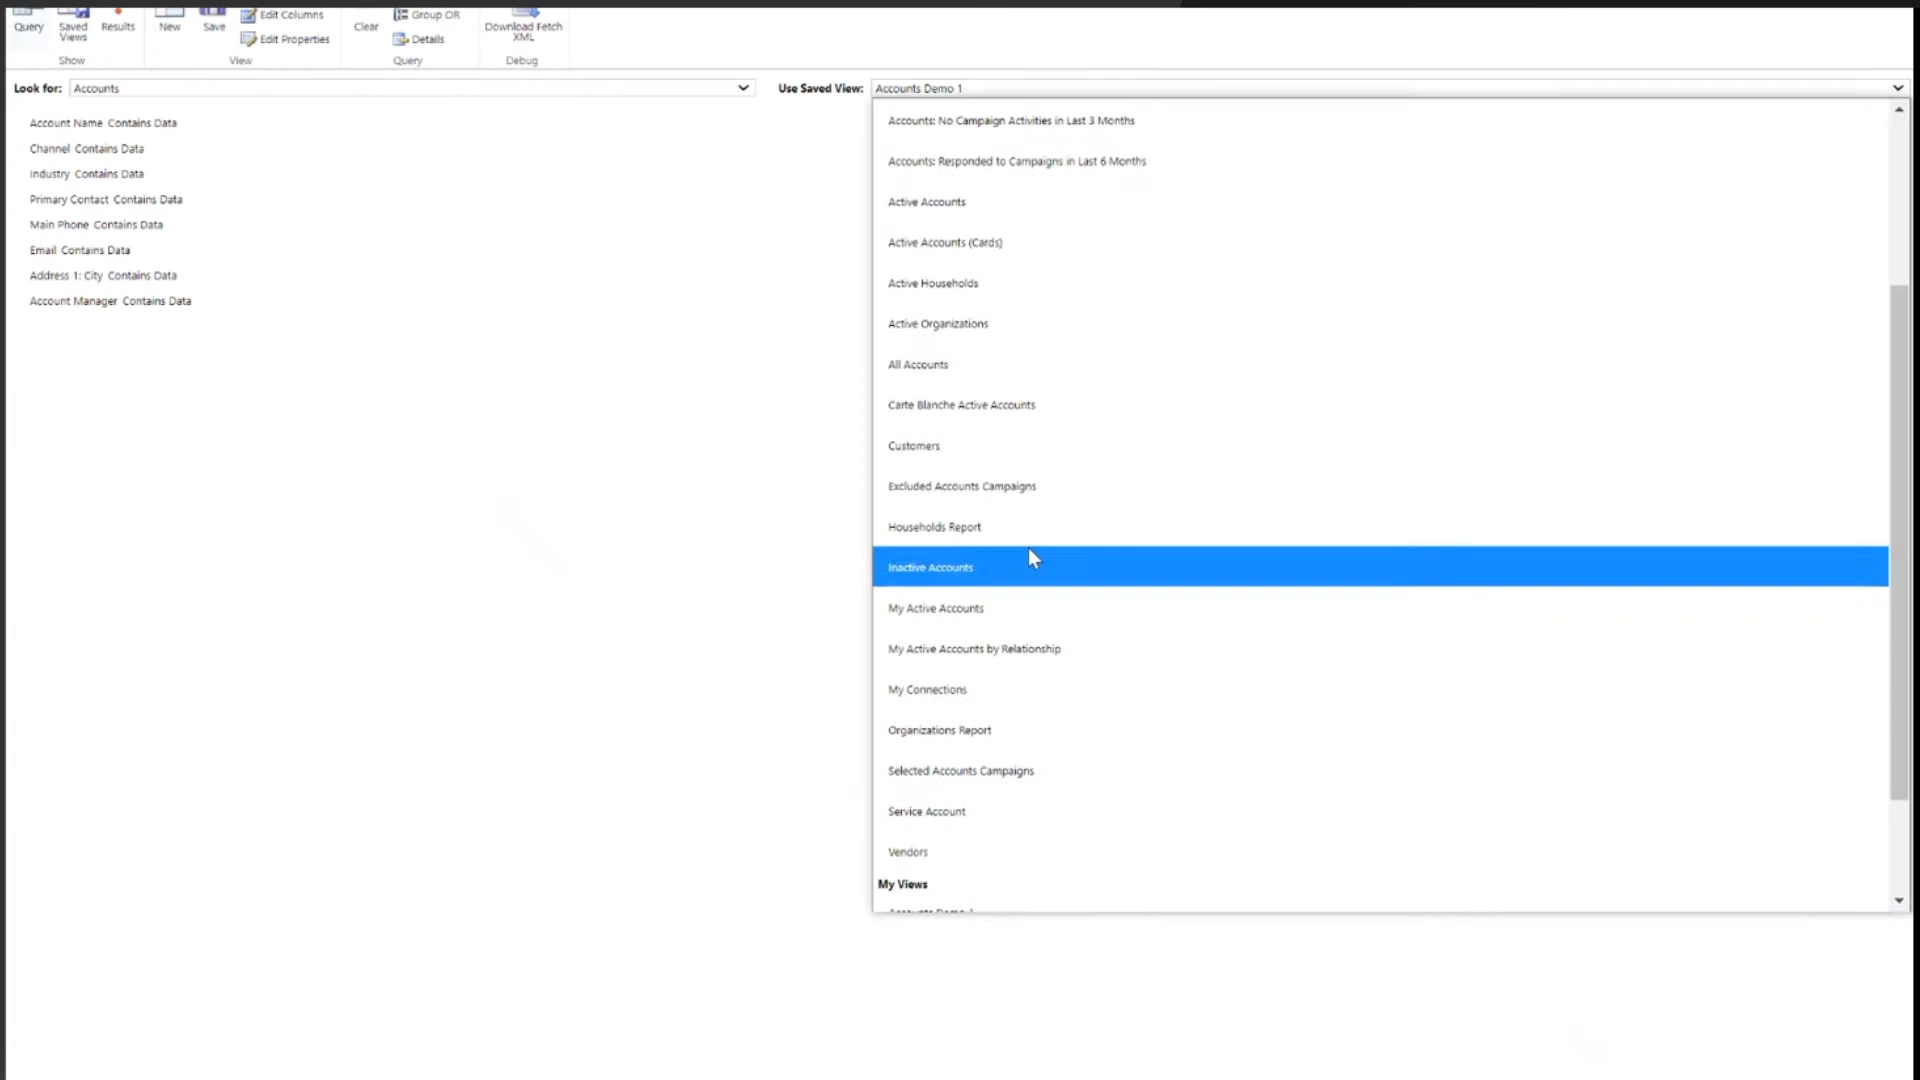 Query
Saved
Views
Results
New
Save
Edit Columns
Edit Properties
Clear
Group OR
Details
Download Fetch
XML
Show
View
Query
Debug
Look for: Accounts
Use Saved View: Accounts Demo 1
Account Name Contains Data
Channel Contains Data
Industry Contains Data
Primary Contact Contains Data
Main Phone Contains Data
Email Contains Data
Address 1: City Contains Data
Account Manager Contains Data
Accounts: No Campaign Activities in Last 3 Months
Accounts: Responded to Campaigns in Last 6 Months
Active Accounts
Active Accounts (Cards)
Active Households
Active Organizations
All Accounts
Carte Blanche Active Accounts
Customers
Excluded Accounts Campaigns
Households Report
Inactive Accounts
My Active Accounts
My Active Accounts by Relationship
My Connections
Organizations Report
Selected Accounts Campaigns
Service Account
Vendors
My Views
Accounts Demo 1